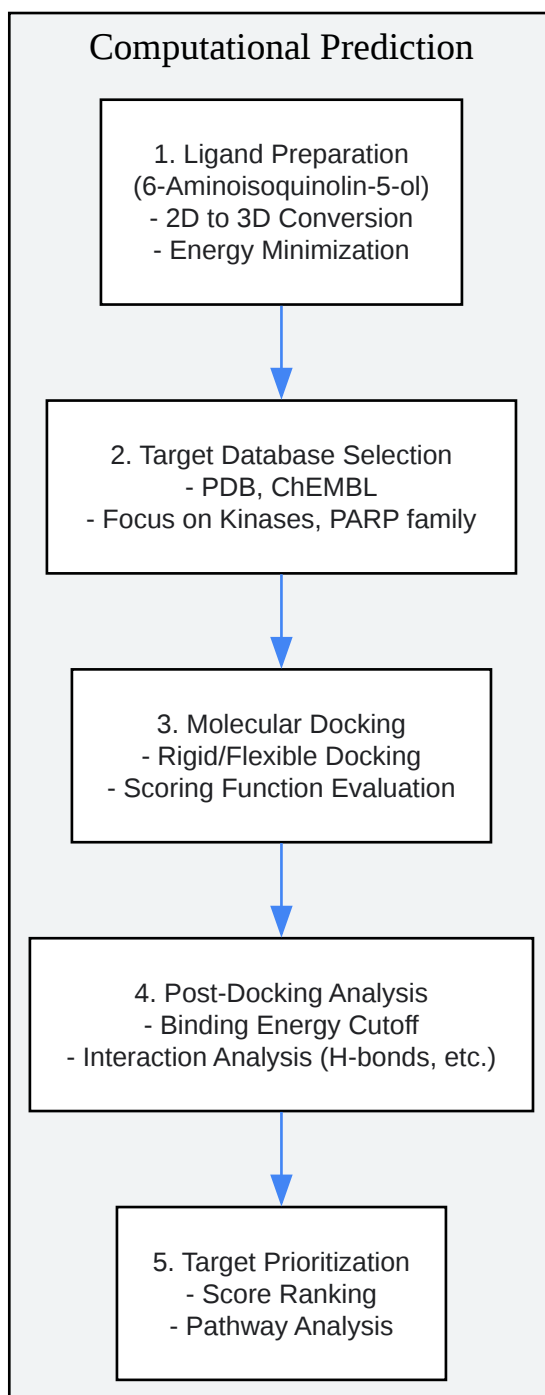 Computational Prediction
1. Ligand Preparation
(6-Aminoisoquinolin-5-ol)
- 2D to 3D Conversion
- Energy Minimization
2. Target Database Selection
- PDB, ChEMBL
- Focus on Kinases, PARP family
3. Molecular Docking
- Rigid/Flexible Docking
- Scoring Function Evaluation
4. Post-Docking Analysis
- Binding Energy Cutoff
- Interaction Analysis (H-bonds, etc.)
5. Target Prioritization
- Score Ranking
- Pathway Analysis